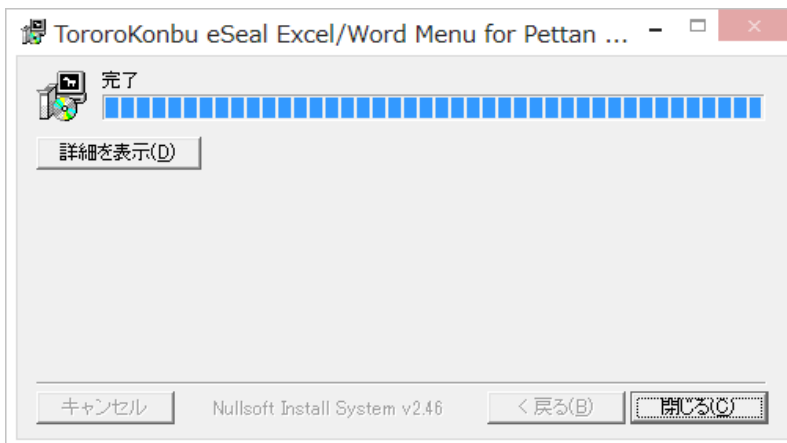 TororoKonbu eSeal Excel/Word Menu for Pettan ...
完了
詳細を表示(D)
キャンセル
Nullsoft Install System v2.46
< 戻る(B)
閉じる(C)